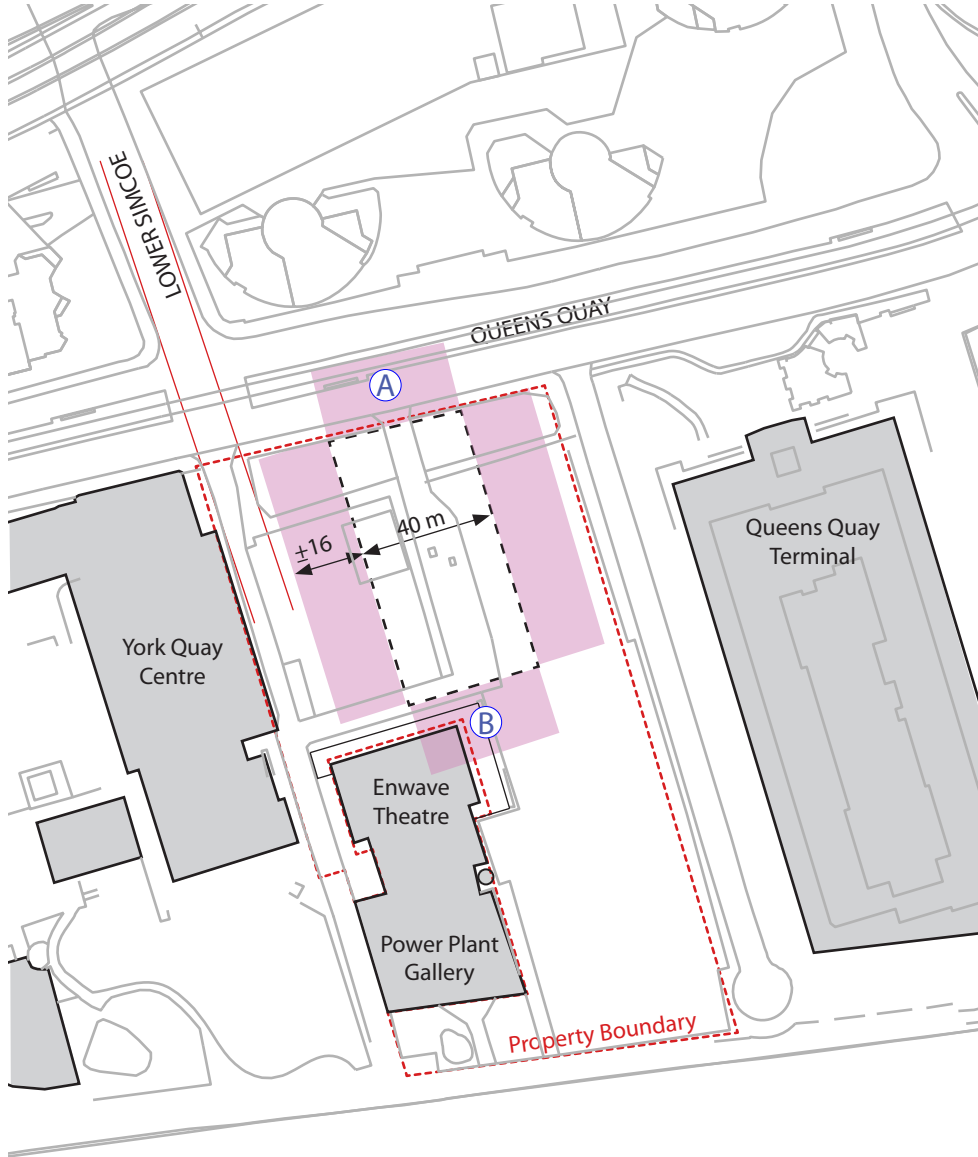 LOWER SIMCOE
QUEENS QUAY
A
±16
40 m
Queens Quay
Terminal
York Quay
Centre
B
Enwave
Theatre
Power Plant
Gallery
Property Boundary